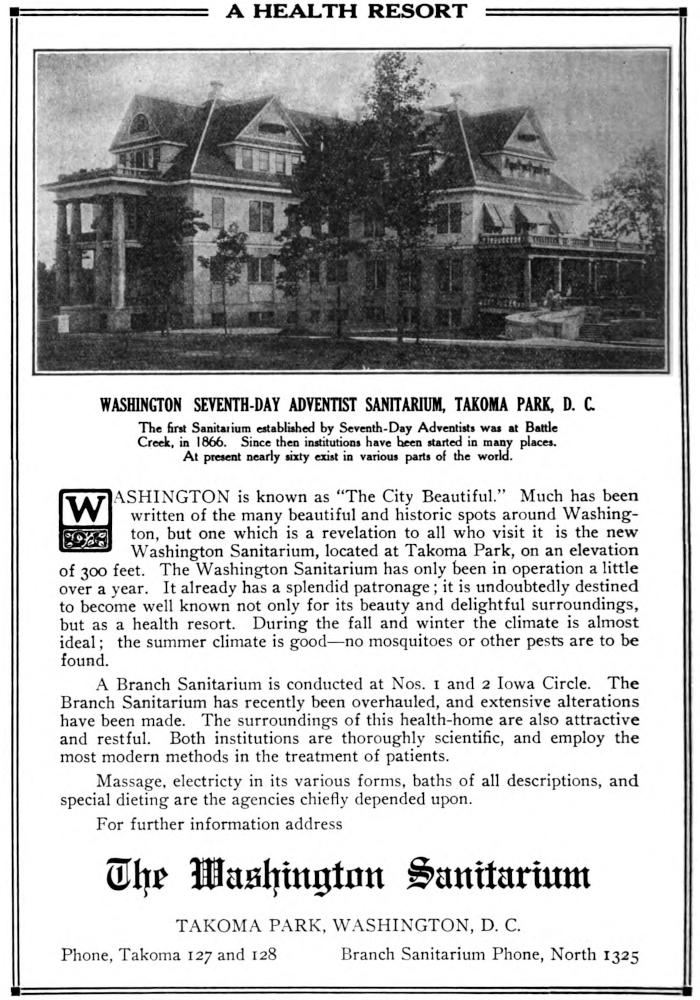 A HEALTH RESORT
WASHINGTON SEVENTH-DAY ADVENTIST SANITARIUM, TAKOMA PARK, D. C.
The first Sanitarium established by Seventh-Day Adventists was at Battle
Creek, in 1866. Since then institutions have been started in many places.
At present nearly sixty exist in various parts of the world.
WASHINGTON is known as "The City Beautiful." Much has been
written of the many beautiful and historic spots around Washing-
ton, but one which is a revelation to all who visit it is the new
Washington Sanitarium, located at Takoma Park, on an elevation
of 300 feet. The Washington Sanitarium has only been in operation a little
over a year. It already has a splendid patronage; it is undoubtedly destined
to become well known not only for its beauty and delightful surroundings,
but as a health resort. During the fall and winter the climate is almost
ideal; the summer climate is good—no mosquitoes or other pests are to be
found.
A Branch Sanitarium is conducted at Nos. 1 and 2 Iowa Circle. The
Branch Sanitarium has recently been overhauled, and extensive alterations
have been made. The surroundings of this health-home are also attractive
and restful. Both institutions are thoroughly scientific, and employ the
most modern methods in the treatment of patients.
Massage, electricty in its various forms, baths of all descriptions, and
special dieting are the agencies chiefly depended upon.
For further information address
The Washington Sanitarium
TAKOMA PARK, WASHINGTON, D. C.
Phone, Takoma 127 and 128 Branch Sanitarium Phone, North 1325